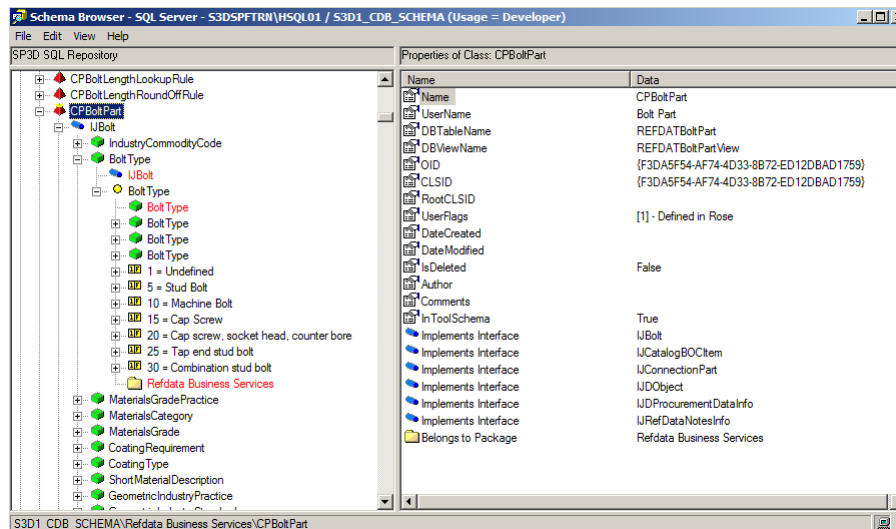 Schema Browser - SQL Server - S3DSPFTRN\HSQL01 / S3D1_CDB_SCHEMA (Usage = Developer)
File Edit View Help
SP3D SQL Repository
CPBoltLengthLookupRule
CPBoltLengthRoundOffRule
CPBoltPart
IJBolt
IndustryCommodityCode
BoltType
IJBolt
BoltType
BoltType
BoltType
BoltType
BoltType
1 = Undefined
5 = Stud Bolt
10 = Machine Bolt
15 = Cap Screw
20 = Cap screw, socket head, counter bore
25 = Tap end stud bolt
30 = Combination stud bolt
Refdata Business Services
MaterialsGradePractice
MaterialsCategory
MaterialsGrade
CoatingRequirement
CoatingType
ShortMaterialDescription
GeometricIndustryPractice
Properties of Class: CPBoltPart
Name Data
Name CPBoltPart
UserName Bolt Part
DBTableName REFDATBoltPart
DBViewName REFDATBoltPartView
OID {F3DA5F54-AF74-4D33-8B72-ED12DBAD1759}
CLSID {F3DA5F54-AF74-4D33-8B72-ED12DBAD1759}
RootCLSID
UserFlags [1] - Defined in Rose
DateCreated
DateModified
IsDeleted False
Author
Comments
InToolSchema True
Implements Interface IJBolt
Implements Interface IJCatalogBOCItem
Implements Interface IJConnectionPart
Implements Interface IJDObject
Implements Interface IJDProcurementDataInfo
Implements Interface IJRefDataNotesInfo
Belongs to Package Refdata Business Services
S3D1_CDB_SCHEMA\Refdata Business Services\CPBoltPart